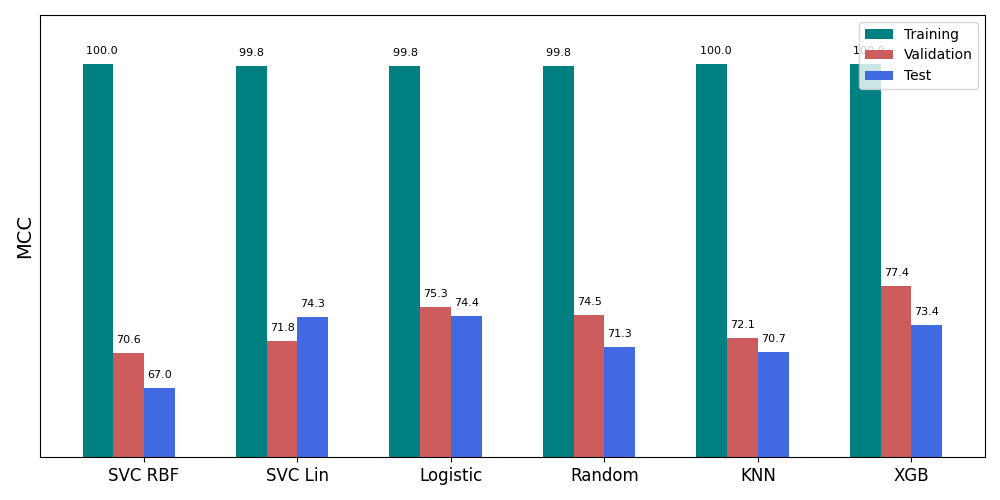 Training
Validation
Test
MCC
100.0
70.6
67.0
99.8
71.8
74.3
99.8
75.3
74.4
99.8
74.5
71.3
100.0
72.1
70.7
100.0
77.4
73.4
SVC RBF
SVC Lin
Logistic
Random
KNN
XGB